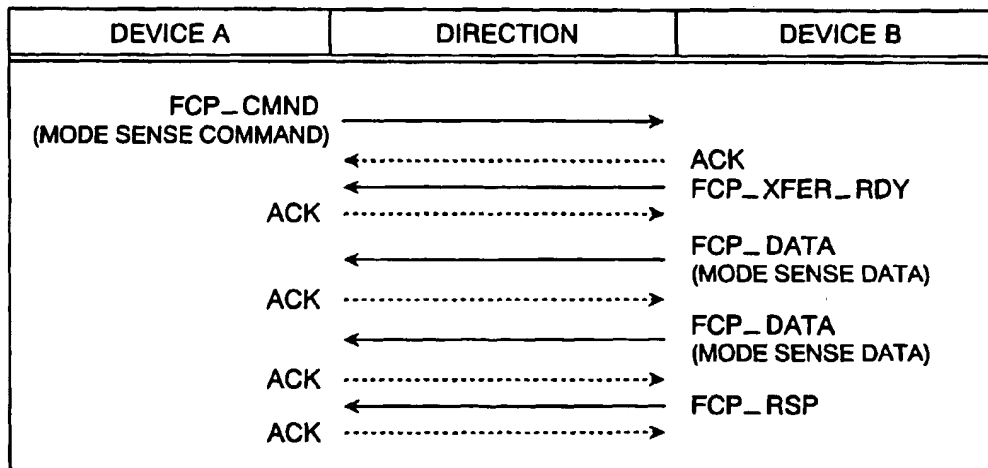 DEVICE A DIRECTION DEVICE B
FCP_CMND
(MODE SENSE COMMAND)
ACK
FCP_XFER_RDY
ACK
FCP_DATA
(MODE SENSE DATA)
ACK
FCP_DATA
(MODE SENSE DATA)
ACK
FCP_RSP
ACK